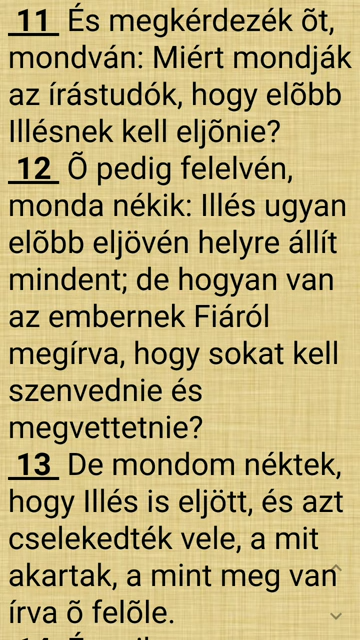 11 És megkérdezék õt,
mondván: Miért mondják
az írástudók, hogy elõbb
Illésnek kell eljõnie?
12 Õ pedig felelvén,
monda nékik: Illés ugyan
elõbb eljövén helyre állít
mindent; de hogyan van
az embernek Fiáról
megírva, hogy sokat kell
szenvednie és
megvettetnie?
13 De mondom néktek,
hogy Illés is eljött, és azt
cselekedték vele, a mit
akartak, a mint meg van
írva õ felõle.